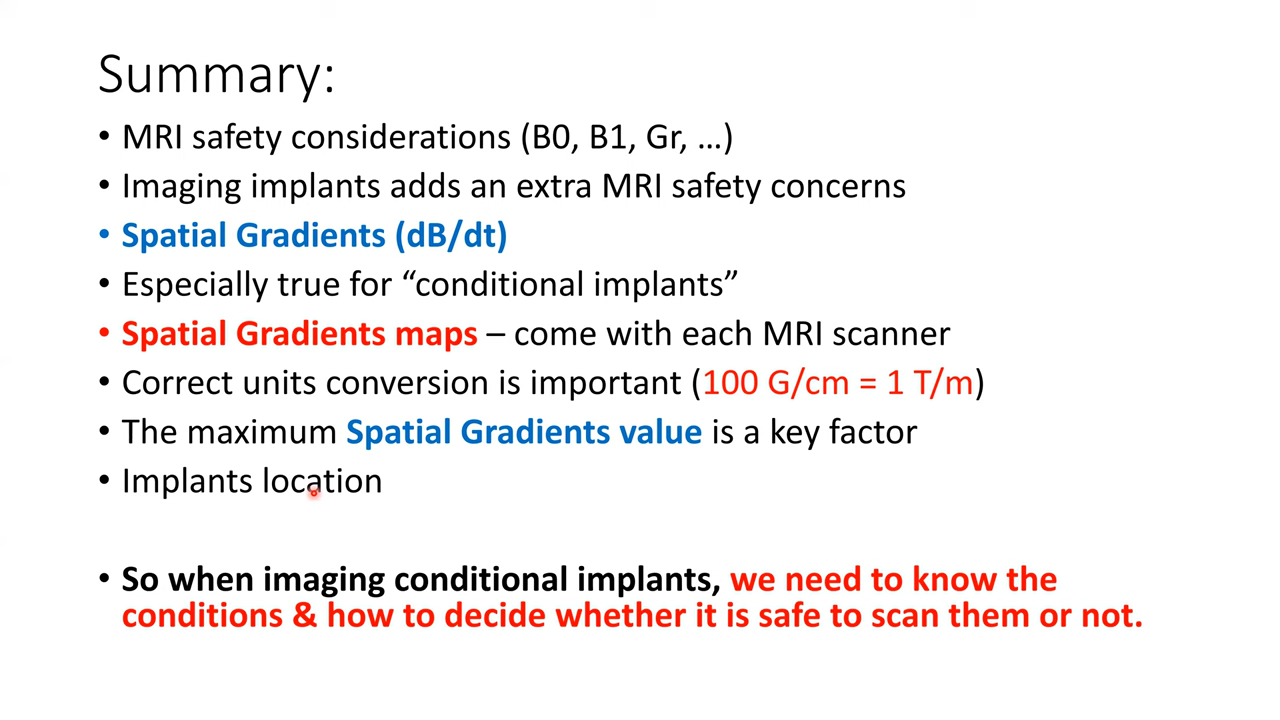 Summary:
• MRI safety considerations (B0, B1, Gr, …)
• Imaging implants adds an extra MRI safety concerns
• Spatial Gradients (dB/dt)
• Especially true for “conditional implants”
• Spatial Gradients maps – come with each MRI scanner
• Correct units conversion is important (100 G/cm = 1 T/m)
• The maximum Spatial Gradients value is a key factor
• Implants location
• So when imaging conditional implants, we need to know the
conditions & how to decide whether it is safe to scan them or not.